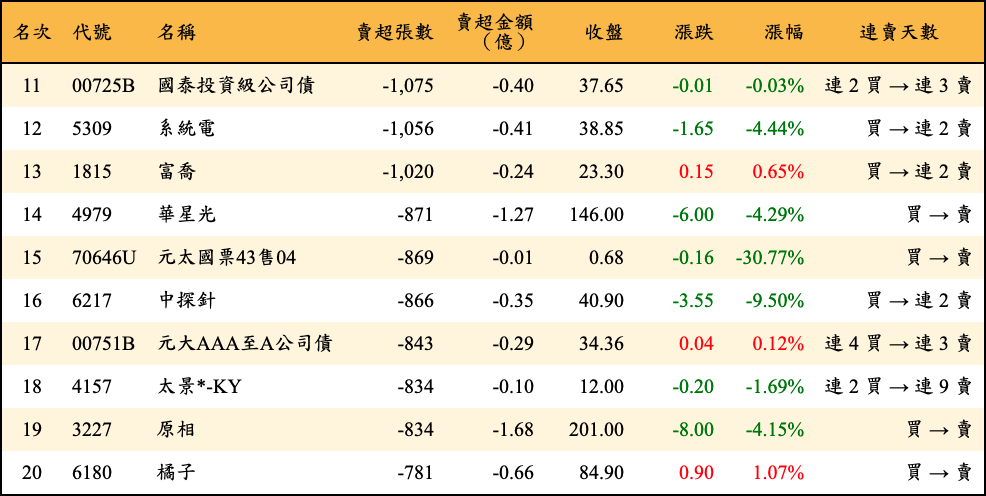 名次 代號 名稱 賣超張數 賣超金額（億） 收盤 漲跌 漲幅 連賣天數
11 00725B 國泰投資級公司債 -1,075 -0.40 37.65 -0.01 -0.03% 連 2 買 → 連 3 賣
12 5309 系統電 -1,056 -0.41 38.85 -1.65 -4.44% 買 → 連 2 賣
13 1815 富喬 -1,020 -0.24 23.30 0.15 0.65% 買 → 連 2 賣
14 4979 華星光 -871 -1.27 146.00 -6.00 -4.29% 買 → 賣
15 70646U 元太國票43售04 -869 -0.01 0.68 -0.16 -30.77% 買 → 賣
16 6217 中探針 -866 -0.35 40.90 -3.55 -9.50% 買 → 連 2 賣
17 00751B 元大AAA至A公司債 -843 -0.29 34.36 0.04 0.12% 連 4 買 → 連 3 賣
18 4157 太景*-KY -834 -0.10 12.00 -0.20 -1.69% 連 2 買 → 連 9 賣
19 3227 原相 -834 -1.68 201.00 -8.00 -4.15% 買 → 賣
20 6180 橘子 -781 -0.66 84.90 0.90 1.07% 買 → 賣